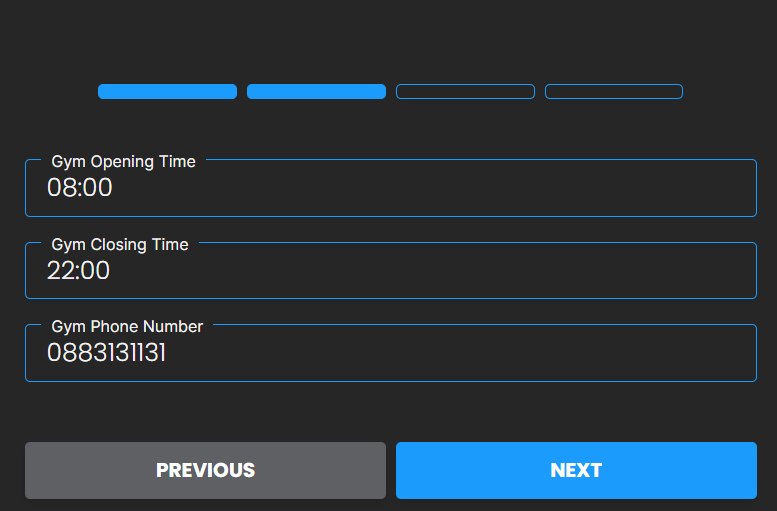 Gym Opening Time
08:00
Gym Closing Time
22:00
Gym Phone Number
0883131131
PREVIOUS
NEXT